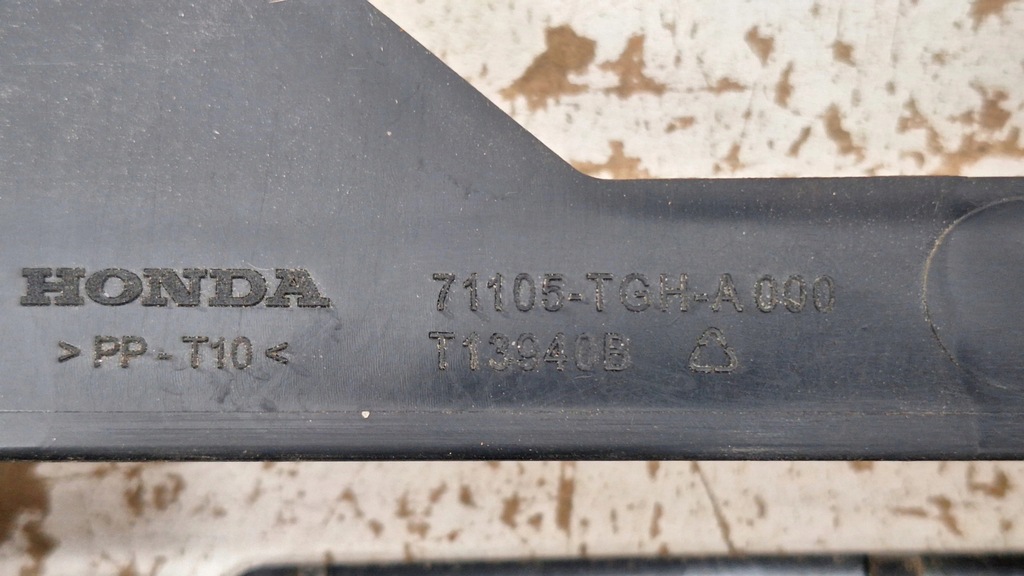 HONDA
71105-TGH-A000
>PP-T10<
T13940B